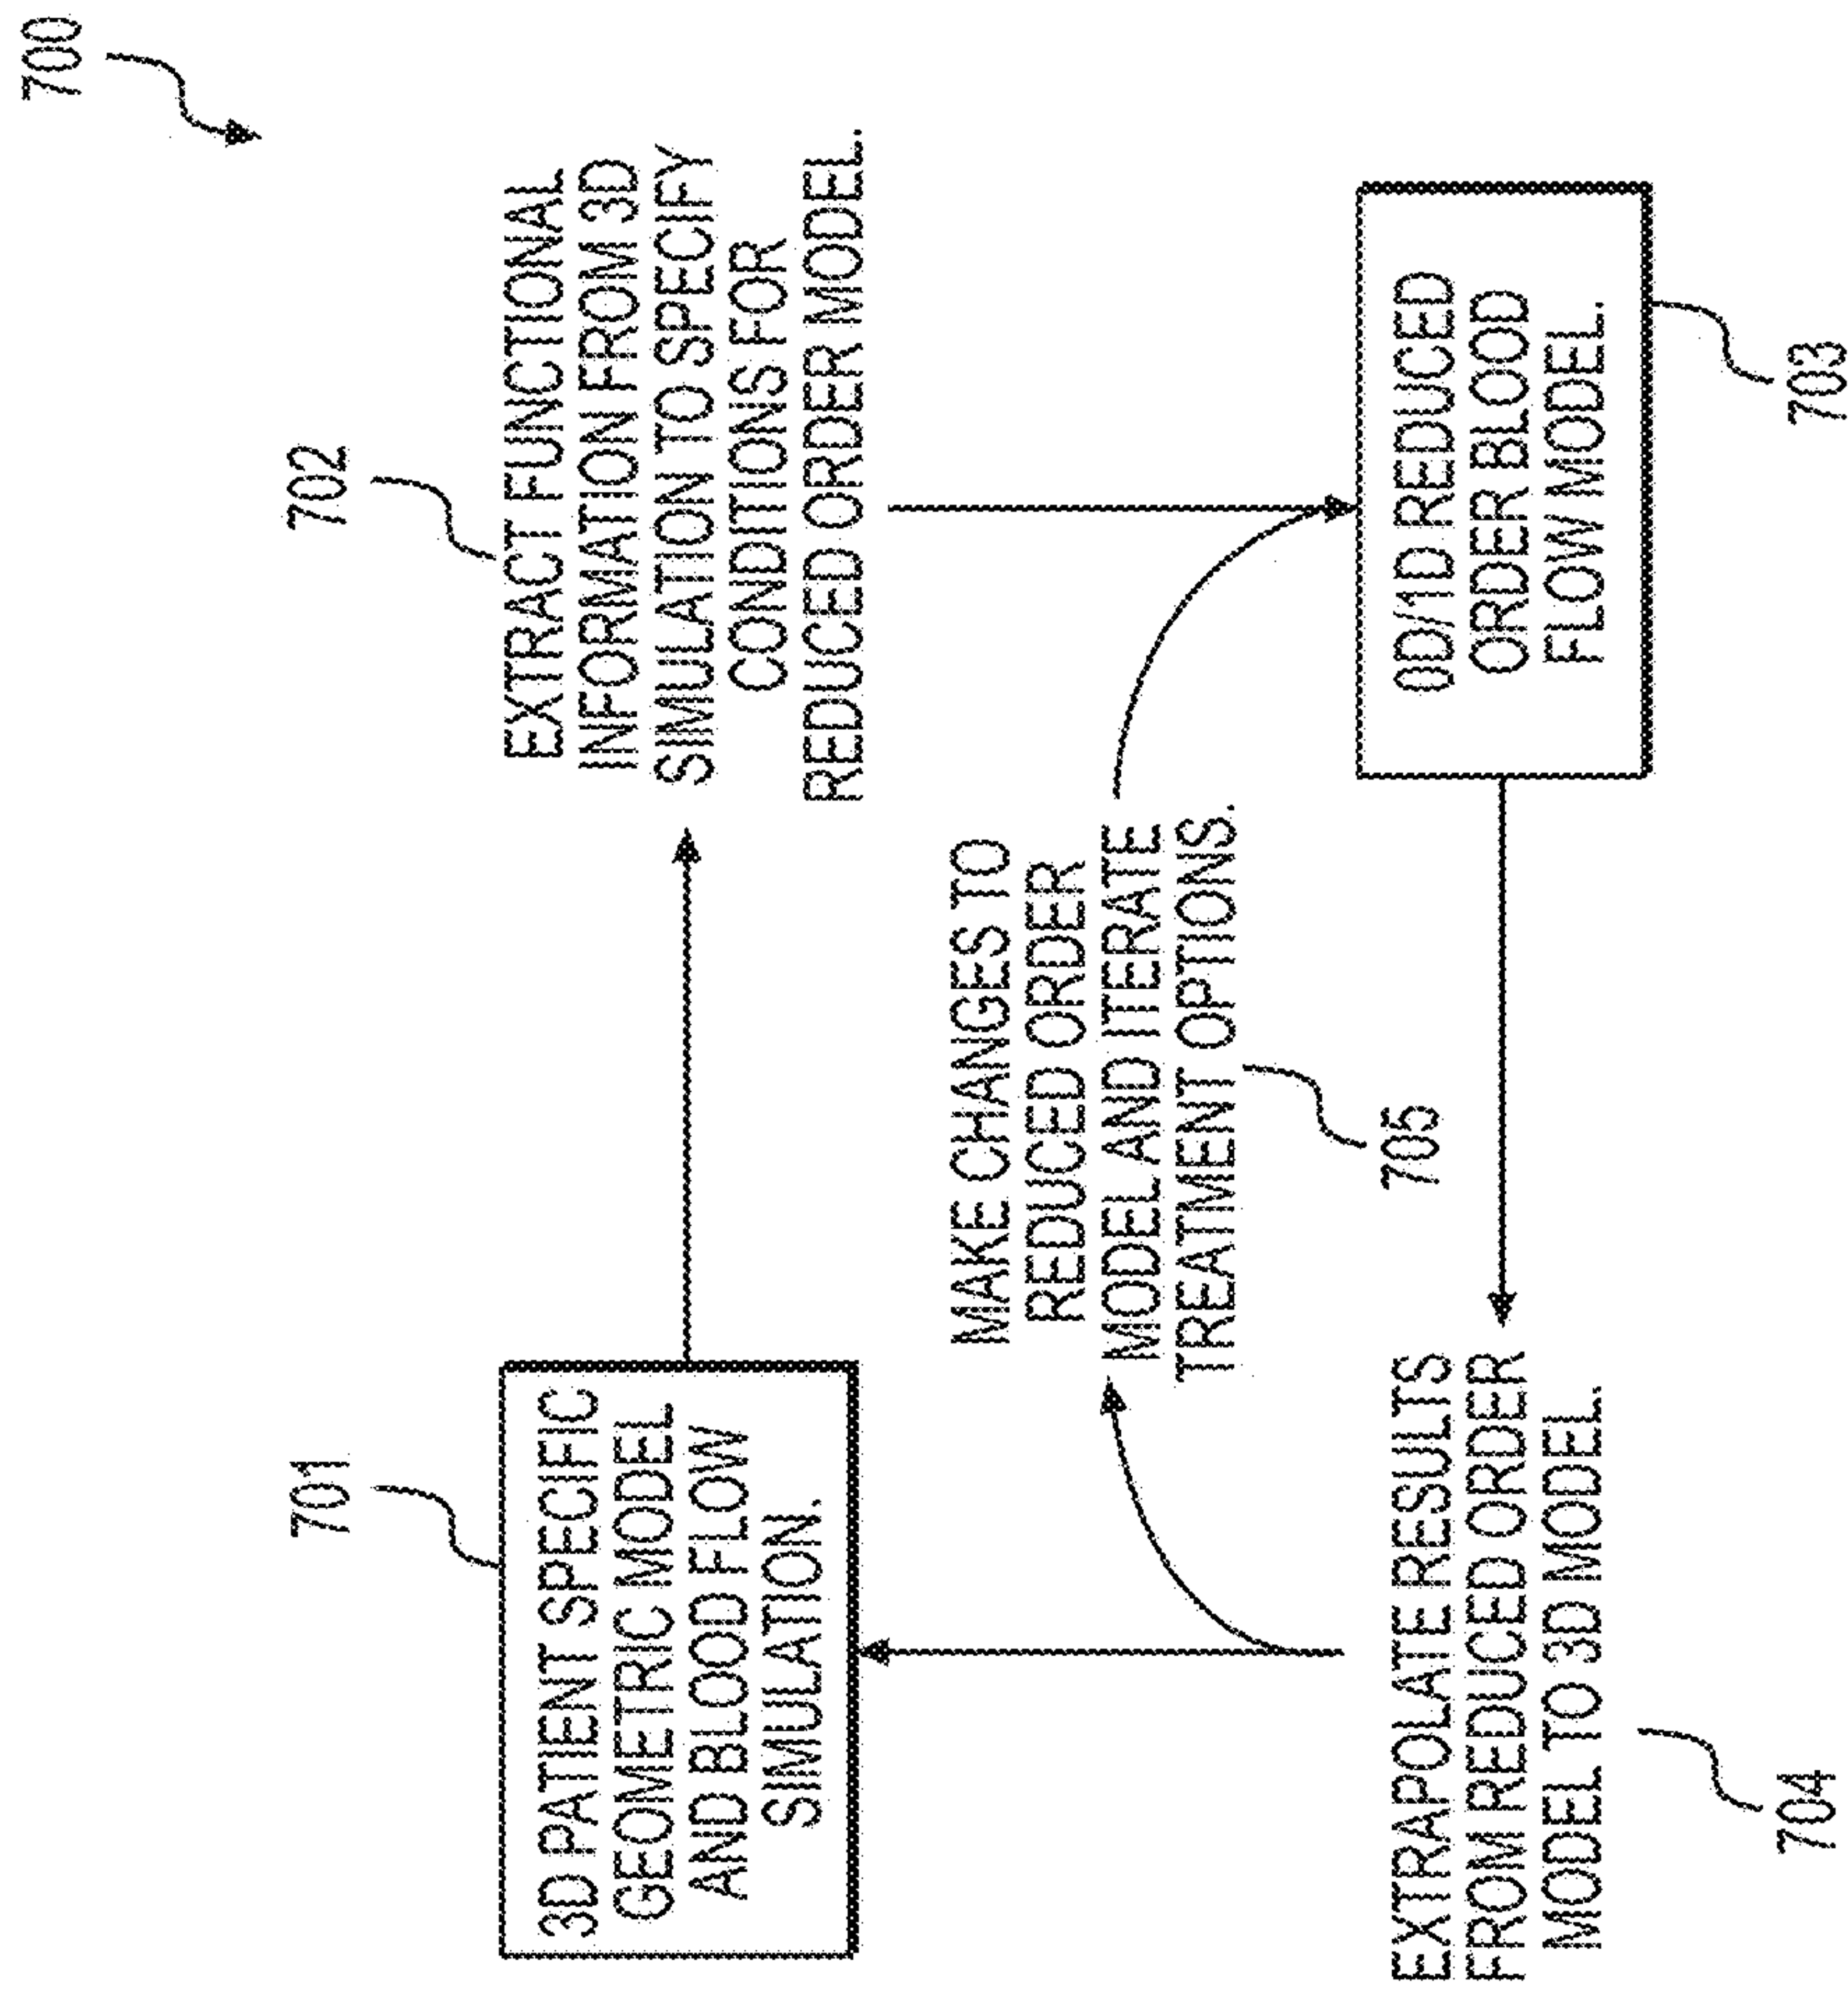 700
701
3D PATIENT SPECIFIC
GEOMETRIC MODEL
AND BLOOD FLOW
SIMULATION.
702
EXTRACT FUNCTIONAL
INFORMATION FROM 3D
SIMULATION TO SPECIFY
CONDITIONS FOR
REDUCED ORDER MODEL.
MAKE CHANGES TO
REDUCED ORDER
MODEL AND ITERATE
TREATMENT OPTIONS.
705
EXTRAPOLATE RESULTS
FROM REDUCED ORDER
MODEL TO 3D MODEL.
704
0D/1D REDUCED
ORDER BLOOD
FLOW MODEL.
703